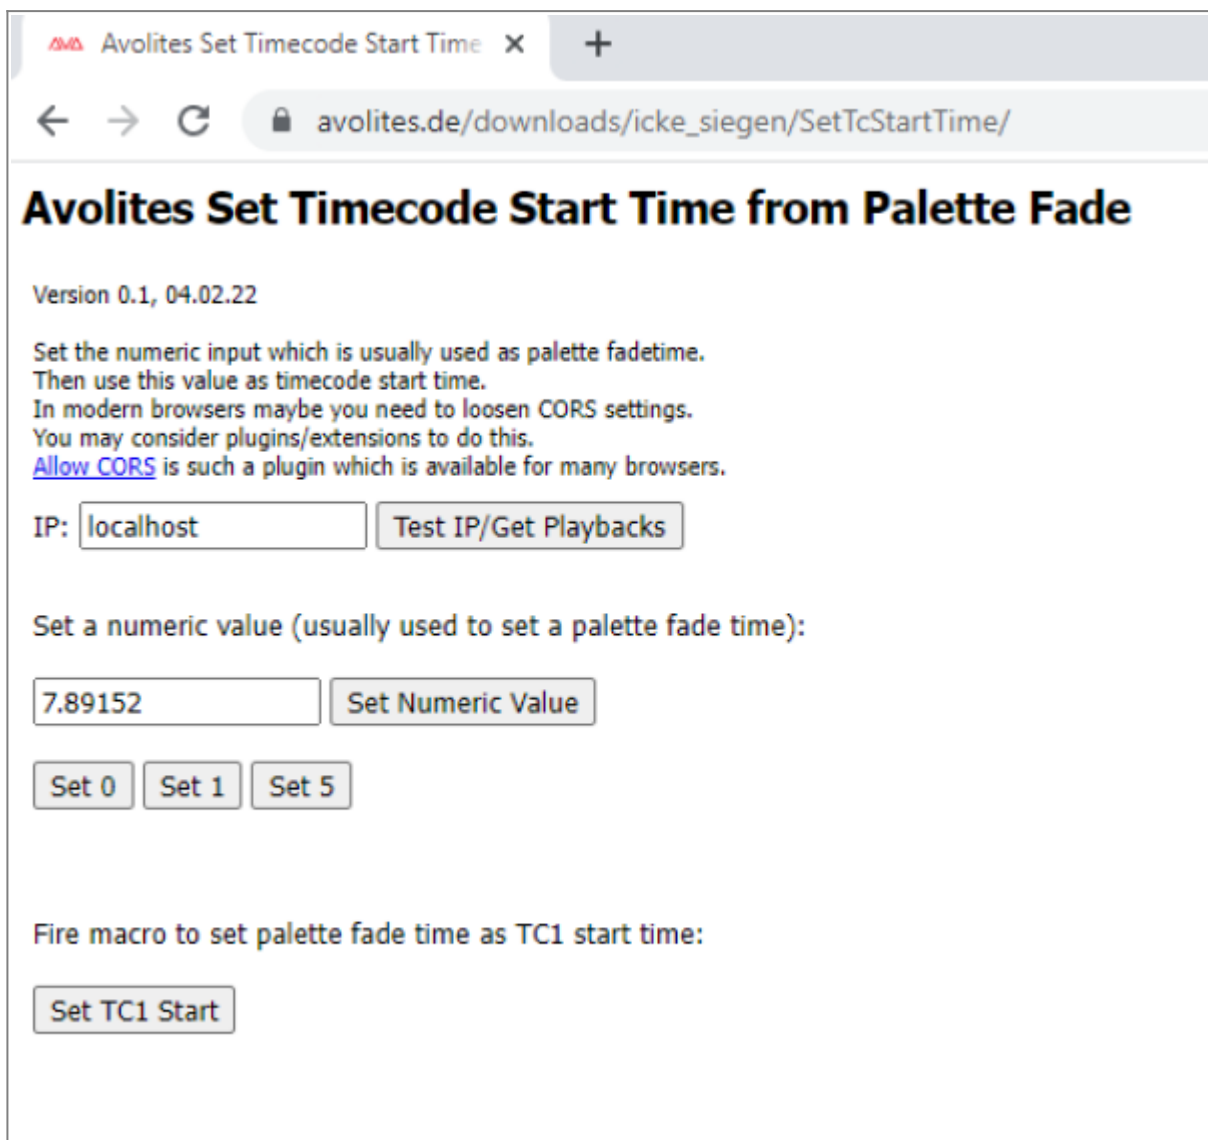 Avolites Set Timecode Start Time
avolites.de/downloads/icke_siegen/SetTcStartTime/
Avolites Set Timecode Start Time from Palette Fade
Version 0.1, 04.02.22
Set the numeric input which is usually used as palette fadetime.
Then use this value as timecode start time.
In modern browsers maybe you need to loosen CORS settings.
You may consider plugins/extensions to do this.
Allow CORS is such a plugin which is available for many browsers.
IP: localhost Test IP/Get Playbacks
Set a numeric value (usually used to set a palette fade time):
7.89152 Set Numeric Value
Set 0 Set 1 Set 5
Fire macro to set palette fade time as TC1 start time:
Set TC1 Start